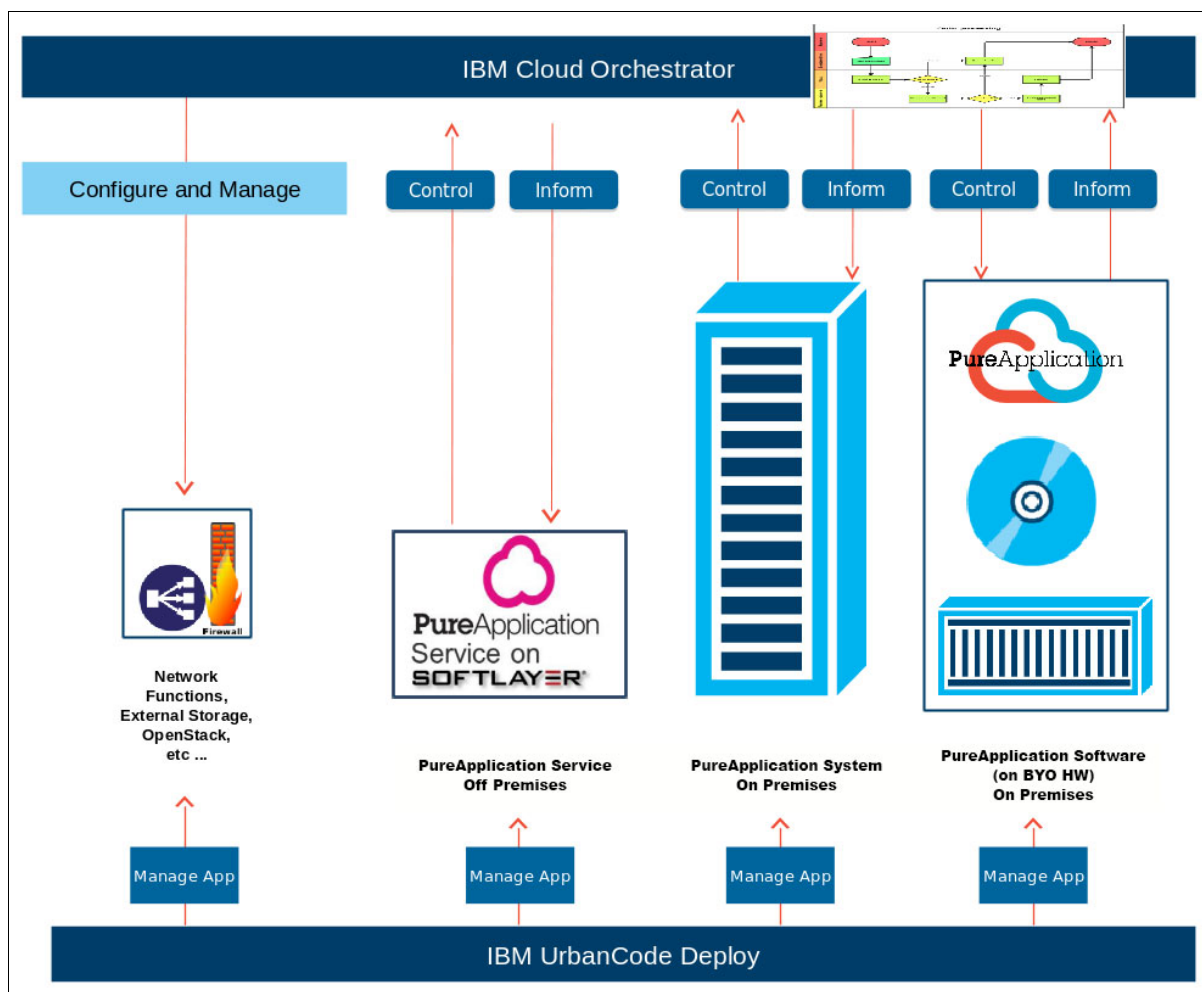 IBM Cloud Orchestrator
Configure and Manage
Control
Inform
Control
Inform
Control
Inform
PureApplication
Firewall
PureApplication
Service on
SOFTLAYER®
Network
Functions,
External Storage,
OpenStack,
etc ...
PureApplication Service
Off Premises
PureApplication System
On Premises
PureApplication Software
(on BYO HW)
On Premises
Manage App
Manage App
Manage App
Manage App
IBM UrbanCode Deploy